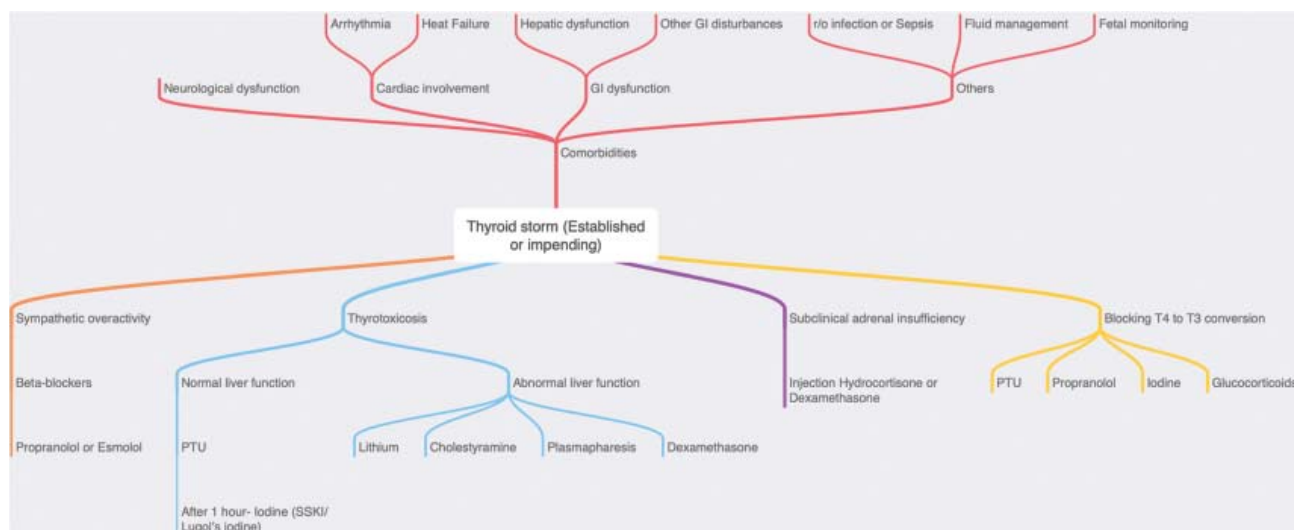 Arrhythmia
Heat Failure
Hepatic dysfunction
Other GI disturbances
r/o infection or Sepsis
Fluid management
Fetal monitoring
Neurological dysfunction
Cardiac involvement
GI dysfunction
Others
Comorbidities
Thyroid storm (Established
or impending)
Sympathetic overactivity
Thyrotoxicosis
Subclinical adrenal insufficiency
Blocking T4 to T3 conversion
Beta-blockers
Normal liver function
Abnormal liver function
Injection Hydrocortisone or
Dexamethasone
PTU
Propranolol
Iodine
Glucocorticoids
Propranolol or Esmolol
PTU
Lithium
Cholestyramine
Plasmapharesis
Dexamethasone
After 1 hour- Iodine (SSKI/
Lugol's iodine)